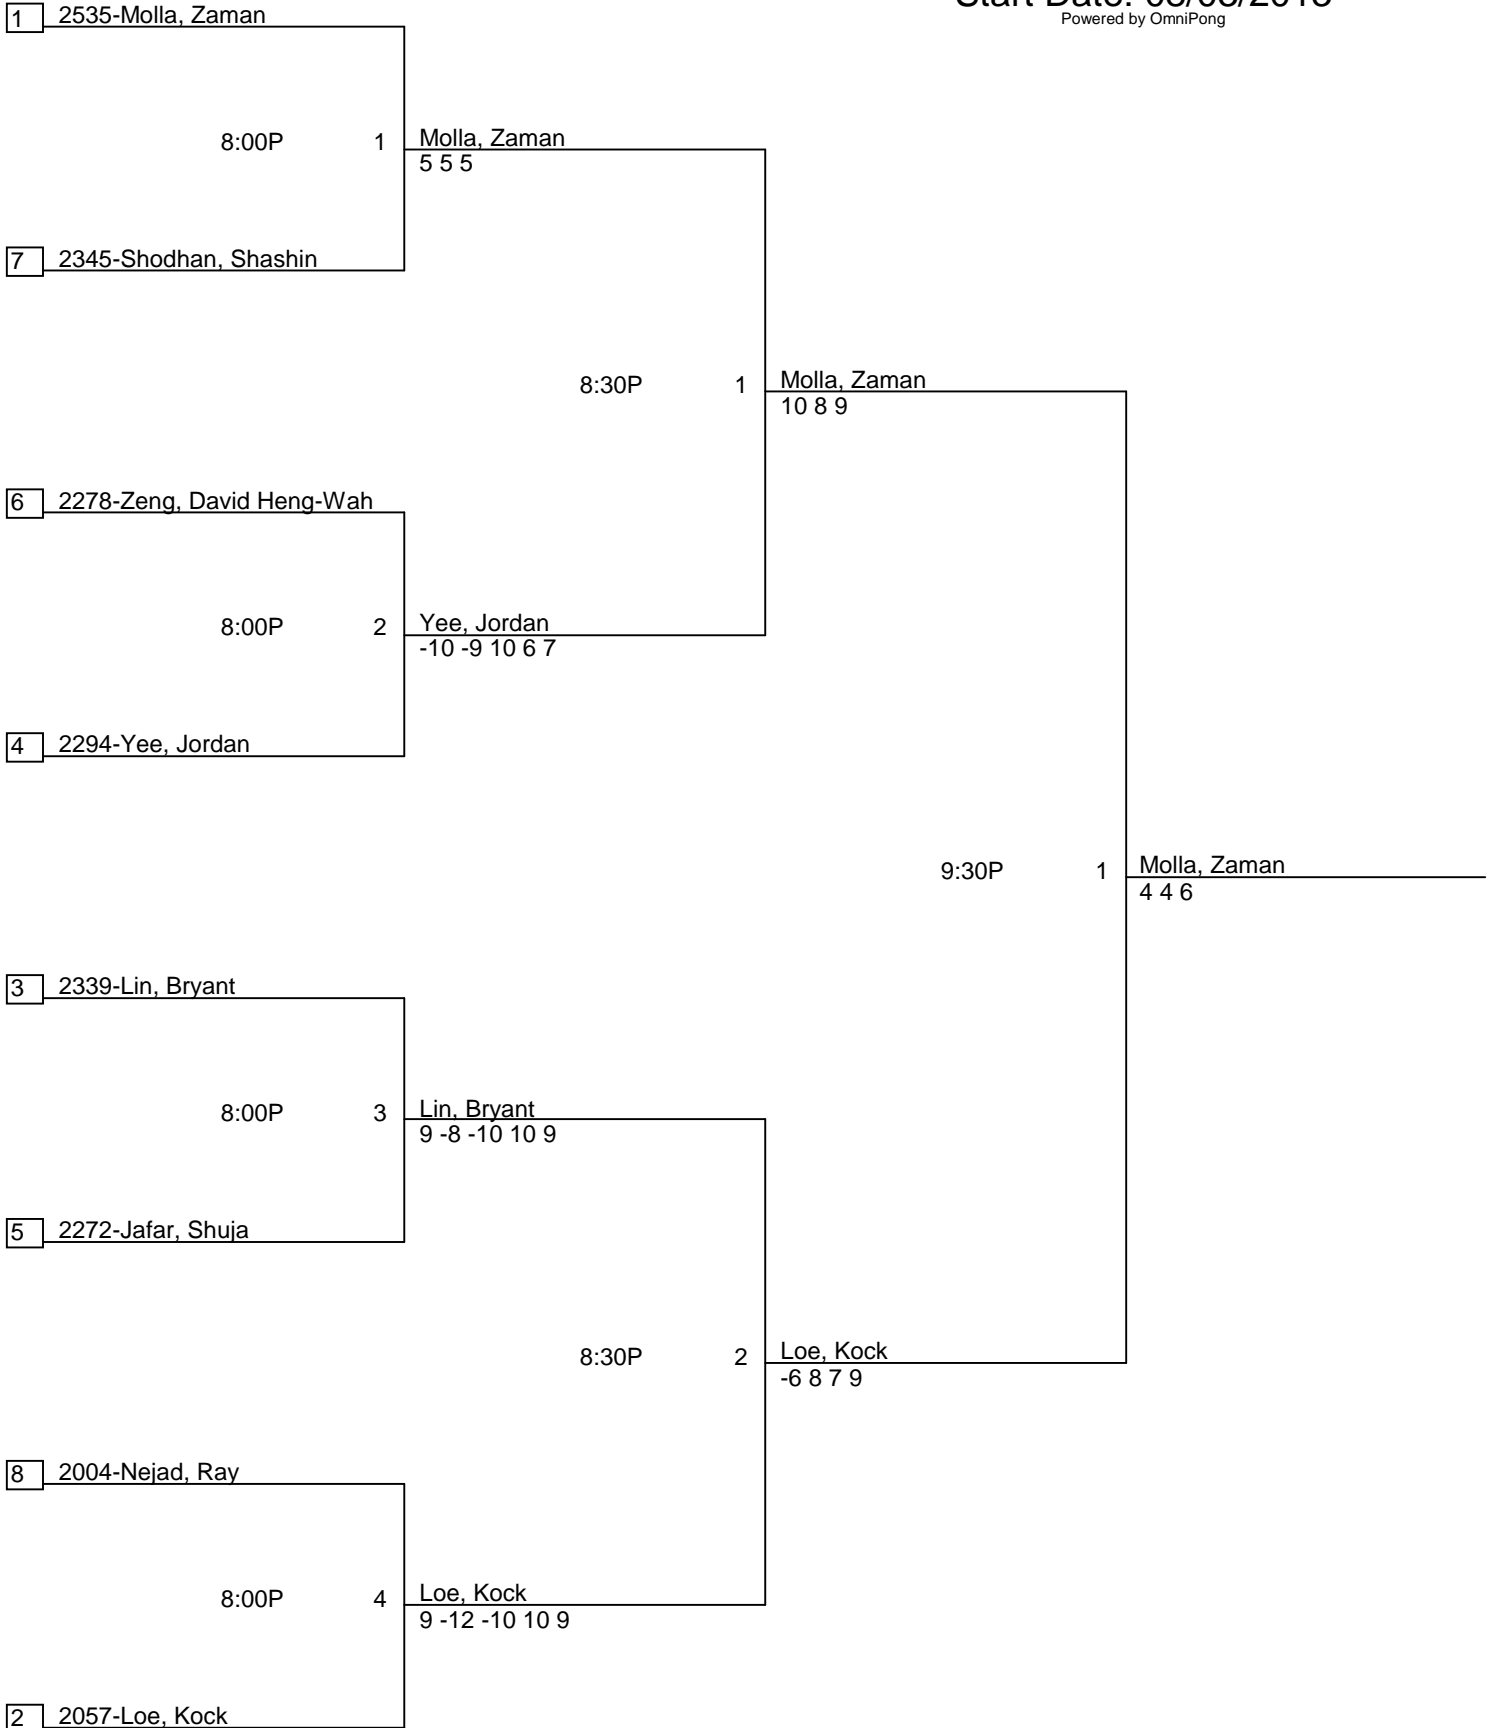 Powered by OmniPong
1 2535-Molla, Zaman
8:00P 1 Molla, Zaman
5 5 5
7 2345-Shodhan, Shashin
8:30P 1 Molla, Zaman
10 8 9
6 2278-Zeng, David Heng-Wah
8:00P 2 Yee, Jordan
-10 -9 10 6 7
4 2294-Yee, Jordan
9:30P 1 Molla, Zaman
4 4 6
3 2339-Lin, Bryant
8:00P 3 Lin, Bryant
9 -8 -10 10 9
5 2272-Jafar, Shuja
8:30P 2 Loe, Kock
-6 8 7 9
8 2004-Nejad, Ray
8:00P 4 Loe, Kock
9 -12 -10 10 9
2 2057-Loe, Kock